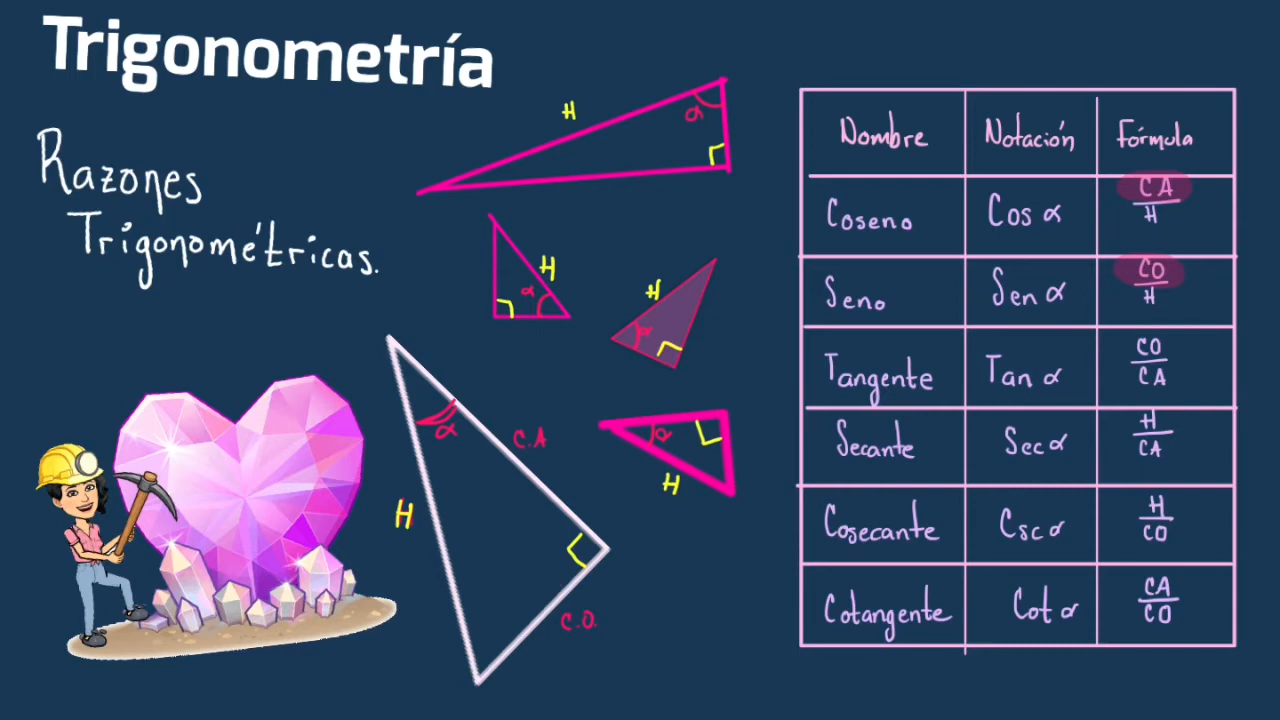 Trigonometría
Razones
Trigonométricas.
H
α
H
α
H
α
α
H
α
C.A
H
C.O.
Nombre Notación Fórmula
Coseno Cos α CA/H
Seno Sen α CO/H
Tangente Tan α CO/CA
Secante Sec α H/CA
Cosecante Csc α H/CO
Cotangente Cot α CA/CO